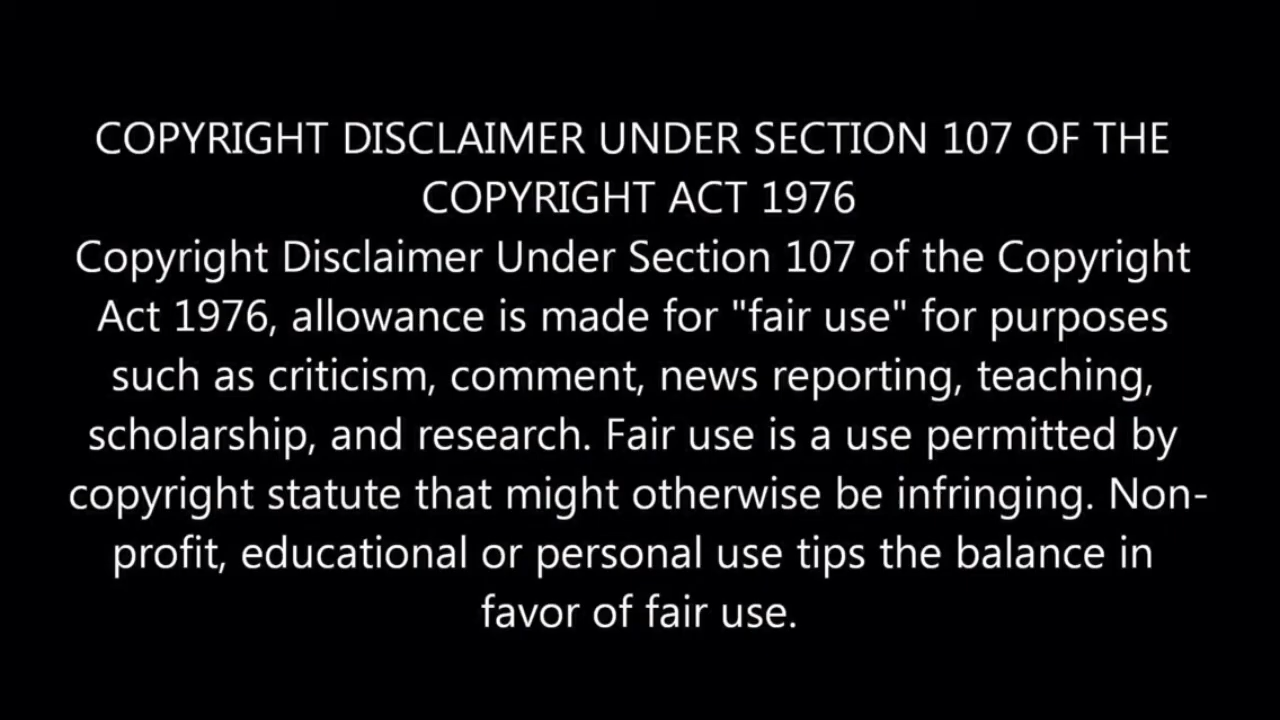 COPYRIGHT DISCLAIMER UNDER SECTION 107 OF THE
COPYRIGHT ACT 1976
Copyright Disclaimer Under Section 107 of the Copyright
Act 1976, allowance is made for "fair use" for purposes
such as criticism, comment, news reporting, teaching,
scholarship, and research. Fair use is a use permitted by
copyright statute that might otherwise be infringing. Non-
profit, educational or personal use tips the balance in
favor of fair use.